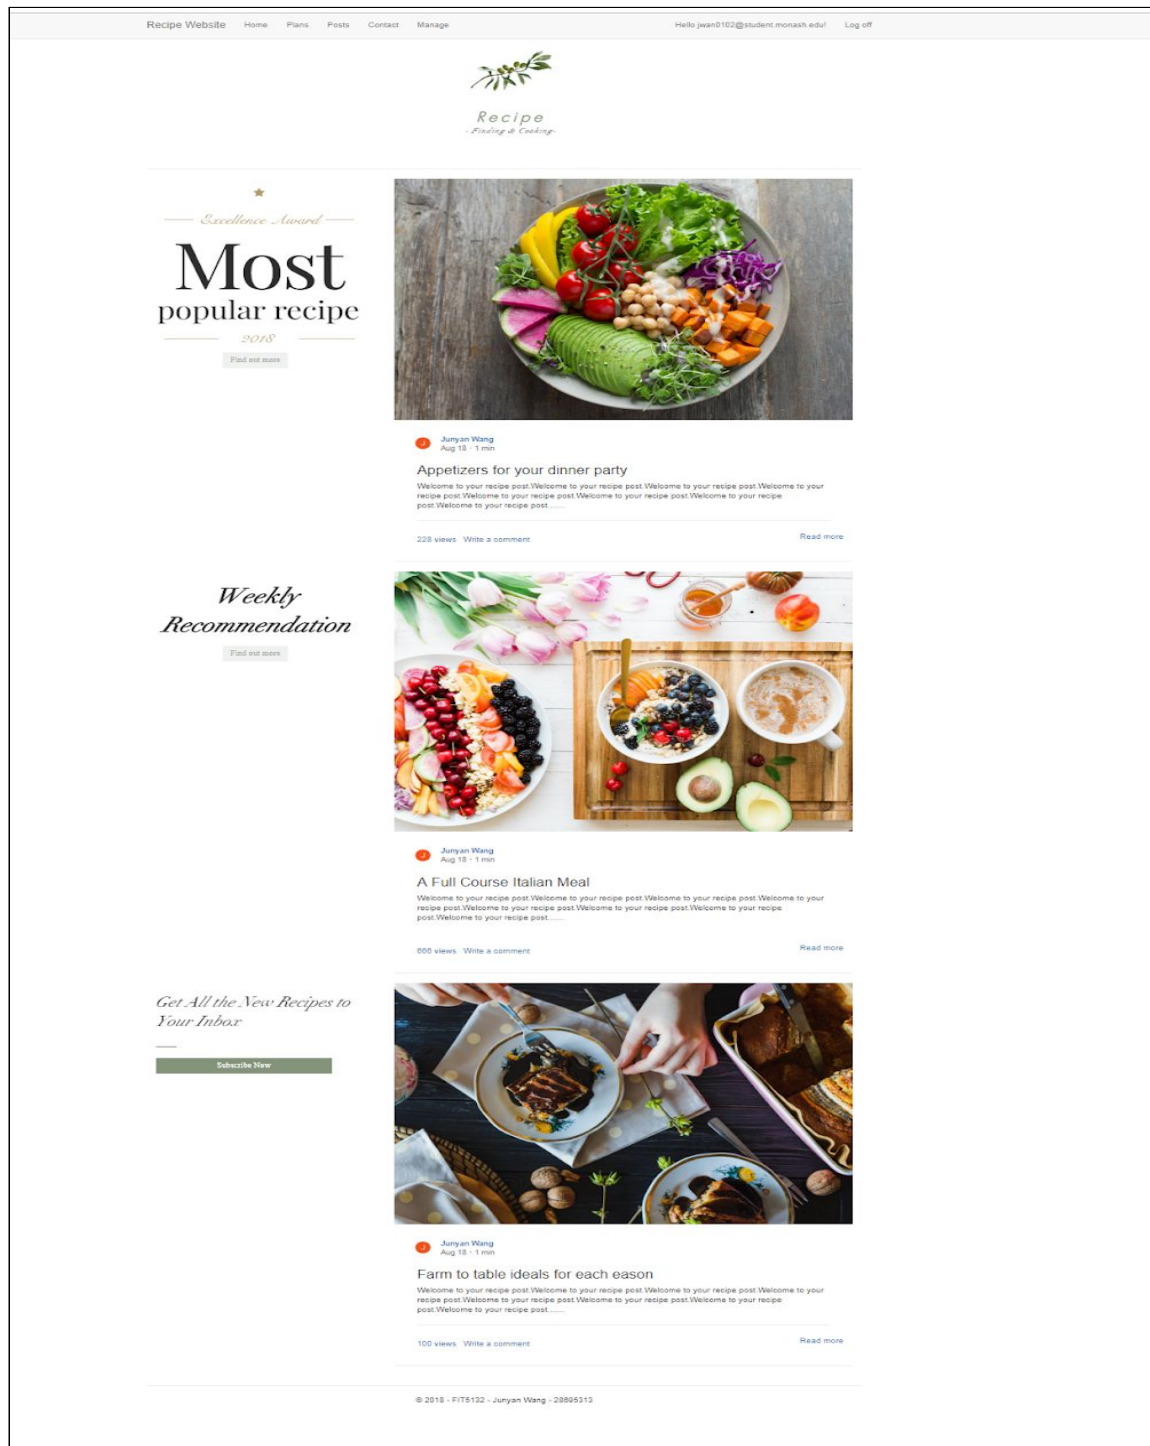 Recipe Website Home Plans Posts Contact Manage Hello jwan0102@student.monash.edu! Log off
Recipe
- Finding & Cooking-
Excellence Award
Most
popular recipe
2018
Find out more
J
Junyan Wang
Aug 18 · 1 min
Appetizers for your dinner party
Welcome to your recipe post.Welcome to your recipe post.Welcome to your recipe post.Welcome to your
recipe post.Welcome to your recipe post.Welcome to your recipe post.Welcome to your recipe
post.Welcome to your recipe post.......
228 views Write a comment Read more
Weekly
Recommendation
Find out more
J
Junyan Wang
Aug 18 · 1 min
A Full Course Italian Meal
Welcome to your recipe post.Welcome to your recipe post.Welcome to your recipe post.Welcome to your
recipe post.Welcome to your recipe post.Welcome to your recipe post.Welcome to your recipe
post.Welcome to your recipe post.......
666 views Write a comment Read more
Get All the New Recipes to
Your Inbox
Subscribe Now
J
Junyan Wang
Aug 18 · 1 min
Farm to table ideals for each eason
Welcome to your recipe post.Welcome to your recipe post.Welcome to your recipe post.Welcome to your
recipe post.Welcome to your recipe post.Welcome to your recipe post.Welcome to your recipe
post.Welcome to your recipe post.......
100 views Write a comment Read more
© 2018 - FIT5132 - Junyan Wang - 28695313